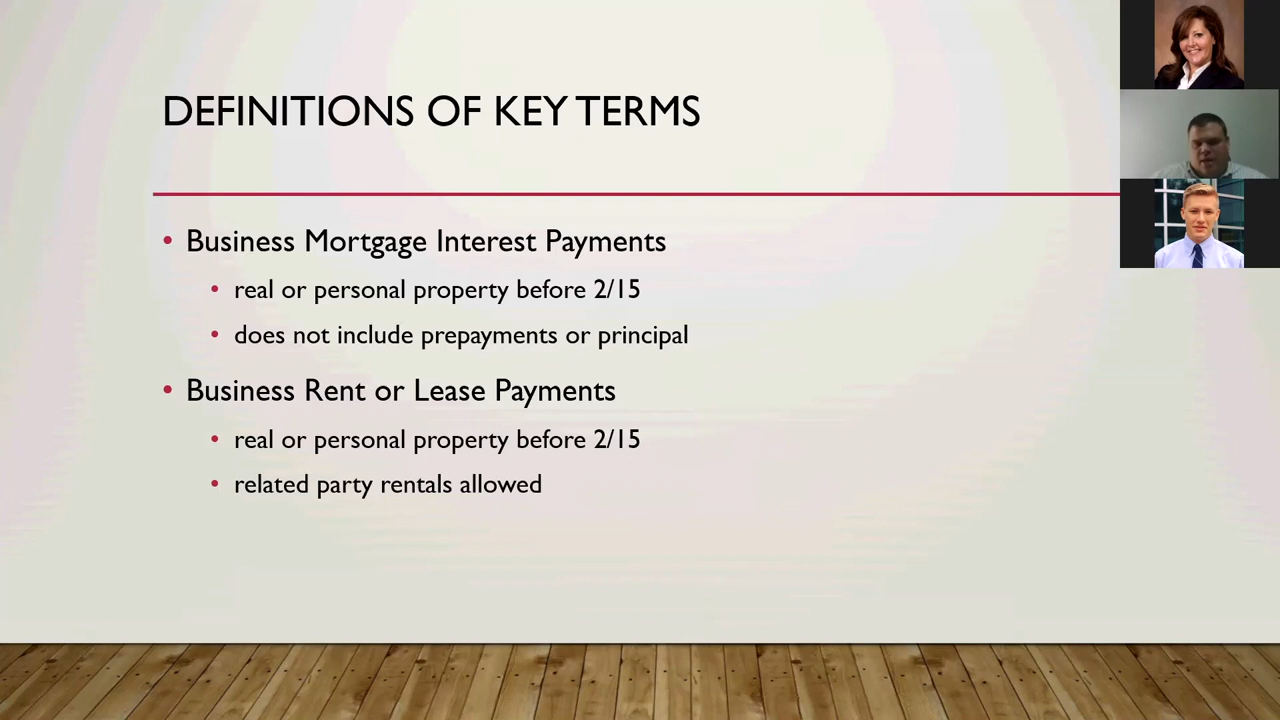 DEFINITIONS OF KEY TERMS
• Business Mortgage Interest Payments
• real or personal property before 2/15
• does not include prepayments or principal
• Business Rent or Lease Payments
• real or personal property before 2/15
• related party rentals allowed